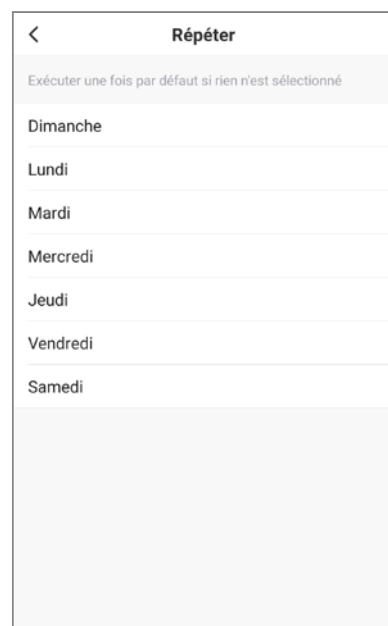 Répéter
Exécuter une fois par défaut si rien n'est sélectionné
Dimanche
Lundi
Mardi
Mercredi
Jeudi
Vendredi
Samedi